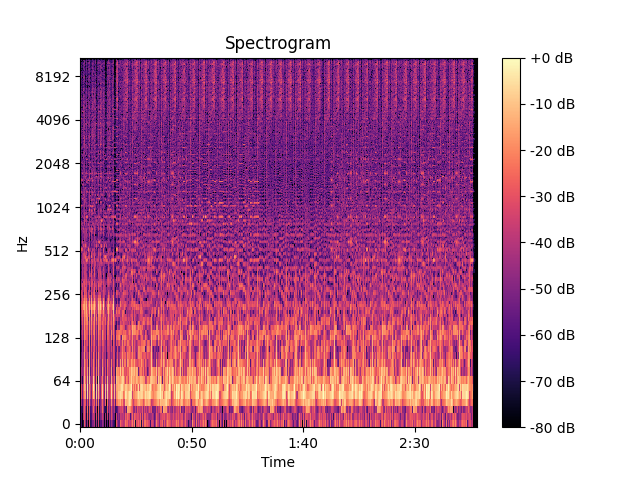 Spectrogram
Hz
8192
4096
2048
1024
512
256
128
64
0
0:00 0:50 1:40 2:30
Time
+0 dB
-10 dB
-20 dB
-30 dB
-40 dB
-50 dB
-60 dB
-70 dB
-80 dB